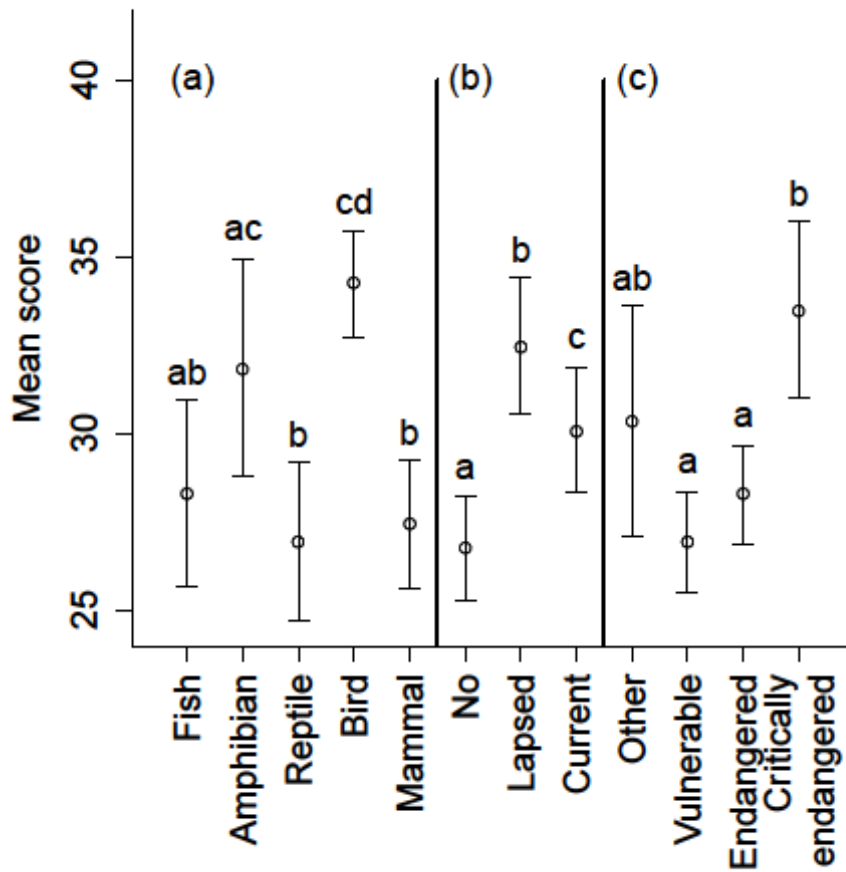 Mean score
40
35
30
25
(a)
(b)
(c)
ab
ac
b
cd
b
a
b
c
ab
a
a
b
Fish
Amphibian
Reptile
Bird
Mammal
No
Lapsed
Current
Other
Vulnerable
Endangered
Critically
endangered